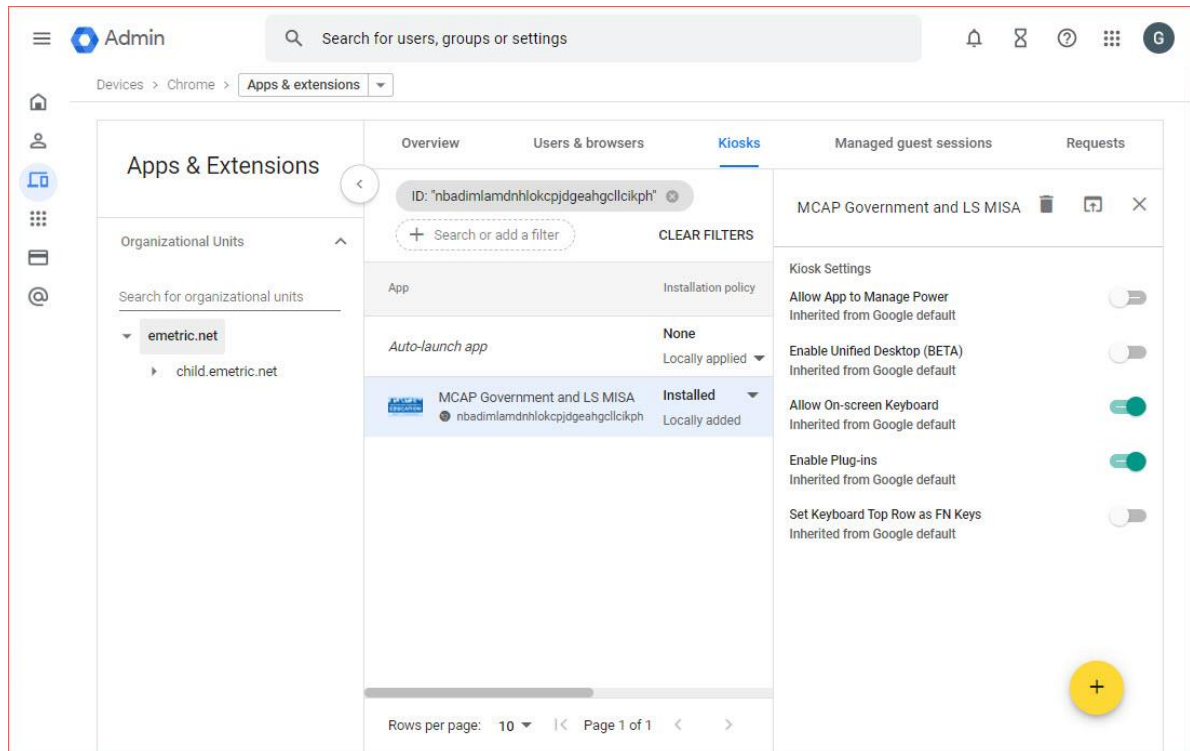 Admin
Search for users, groups or settings
G
Devices > Chrome > Apps & extensions
Apps & Extensions
Organizational Units
Search for organizational units
emetric.net
child.emetric.net
Overview
Users & browsers
Kiosks
Managed guest sessions
Requests
ID: "nbadimlamdnhlokcpjdgeahgcllcikph"
+ Search or add a filter
CLEAR FILTERS
App
Installation policy
Auto-launch app
None
Locally applied
MCAP Government and LS MISA
Installed
nbadimlamdnhlokcpjdgeahgcllcikph
Locally added
Rows per page: 10
Page 1 of 1
MCAP Government and LS MISA
Kiosk Settings
Allow App to Manage Power
Inherited from Google default
Enable Unified Desktop (BETA)
Inherited from Google default
Allow On-screen Keyboard
Inherited from Google default
Enable Plug-ins
Inherited from Google default
Set Keyboard Top Row as FN Keys
Inherited from Google default
+